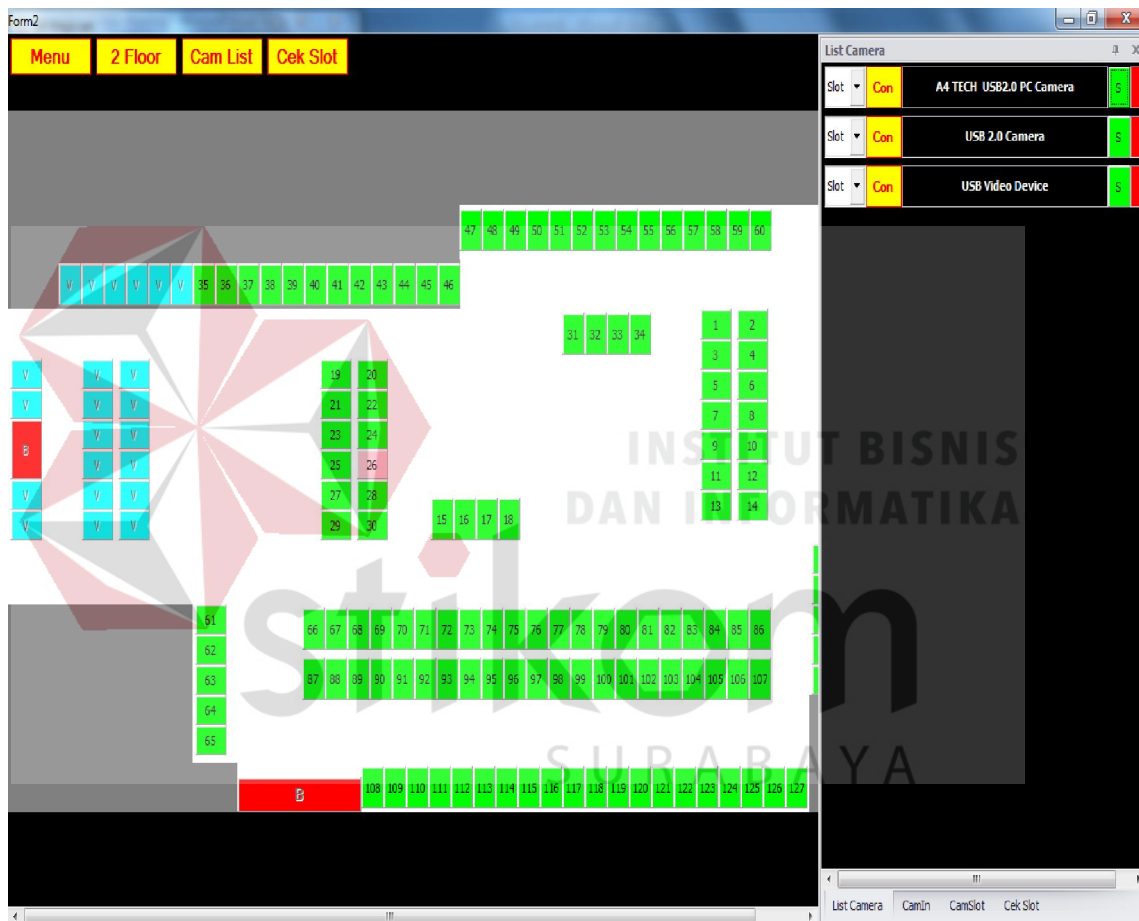 Form2
Menu 2 Floor Cam List Cek Slot
List Camera
Slot Con A4 TECH USB2.0 PC Camera S
Slot Con USB 2.0 Camera S
Slot Con USB Video Device S
47 48 49 50 51 52 53 54 55 56 57 58 59 60
V V V V V V 35 36 37 38 39 40 41 42 43 44 45 46
31 32 33 34
1 2
3 4
5 6
7 8
9 10
11 12
13 14
V V V 19 20
V V V 21 22
B V V 23 24
V V 25 26
V V V 27 28
V V V 29 30
15 16 17 18
INSTITUT BISNIS
DAN INFORMATIKA
stikom
SURABAYA
61
62
63
64
65
66 67 68 69 70 71 72 73 74 75 76 77 78 79 80 81 82 83 84 85 86
87 88 89 90 91 92 93 94 95 96 97 98 99 100 101 102 103 104 105 106 107
B 108 109 110 111 112 113 114 115 116 117 118 119 120 121 122 123 124 125 126 127
List Camera CamIn CamSlot Cek Slot